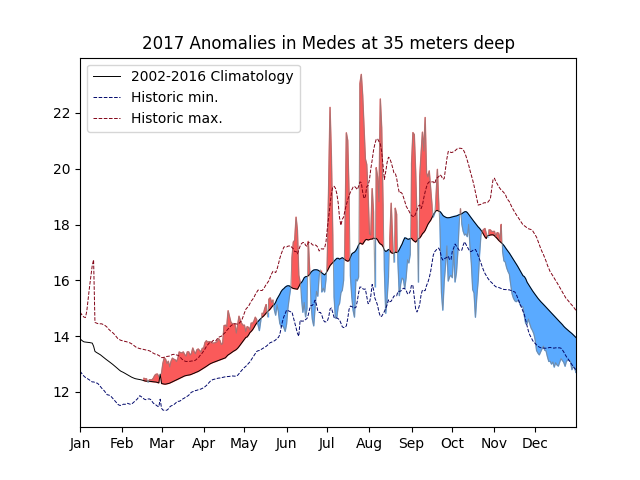 2017 Anomalies in Medes at 35 meters deep
2002-2016 Climatology
Historic min.
Historic max.
22
20
18
16
14
12
Jan Feb Mar Apr May Jun Jul Aug Sep Oct Nov Dec